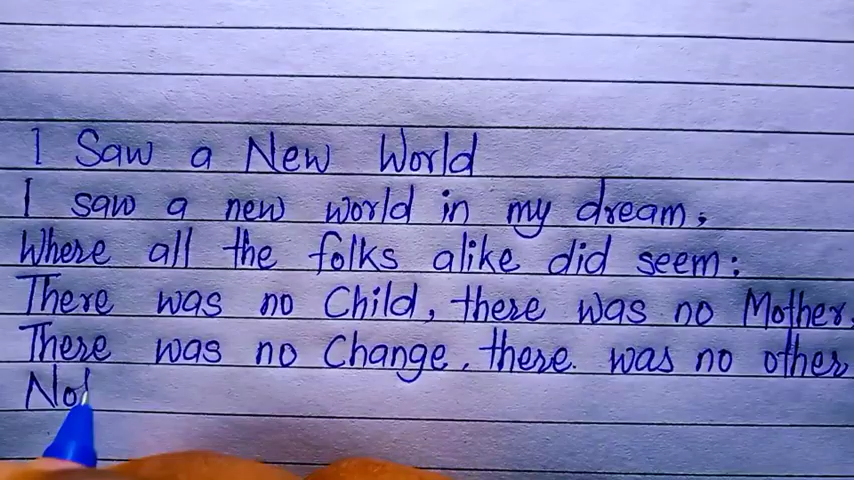 I Saw a New World
I saw a new world in my dream,
Where all the folks alike did seem:
There was no Child, there was no Mother,
There was no Change, there was no other